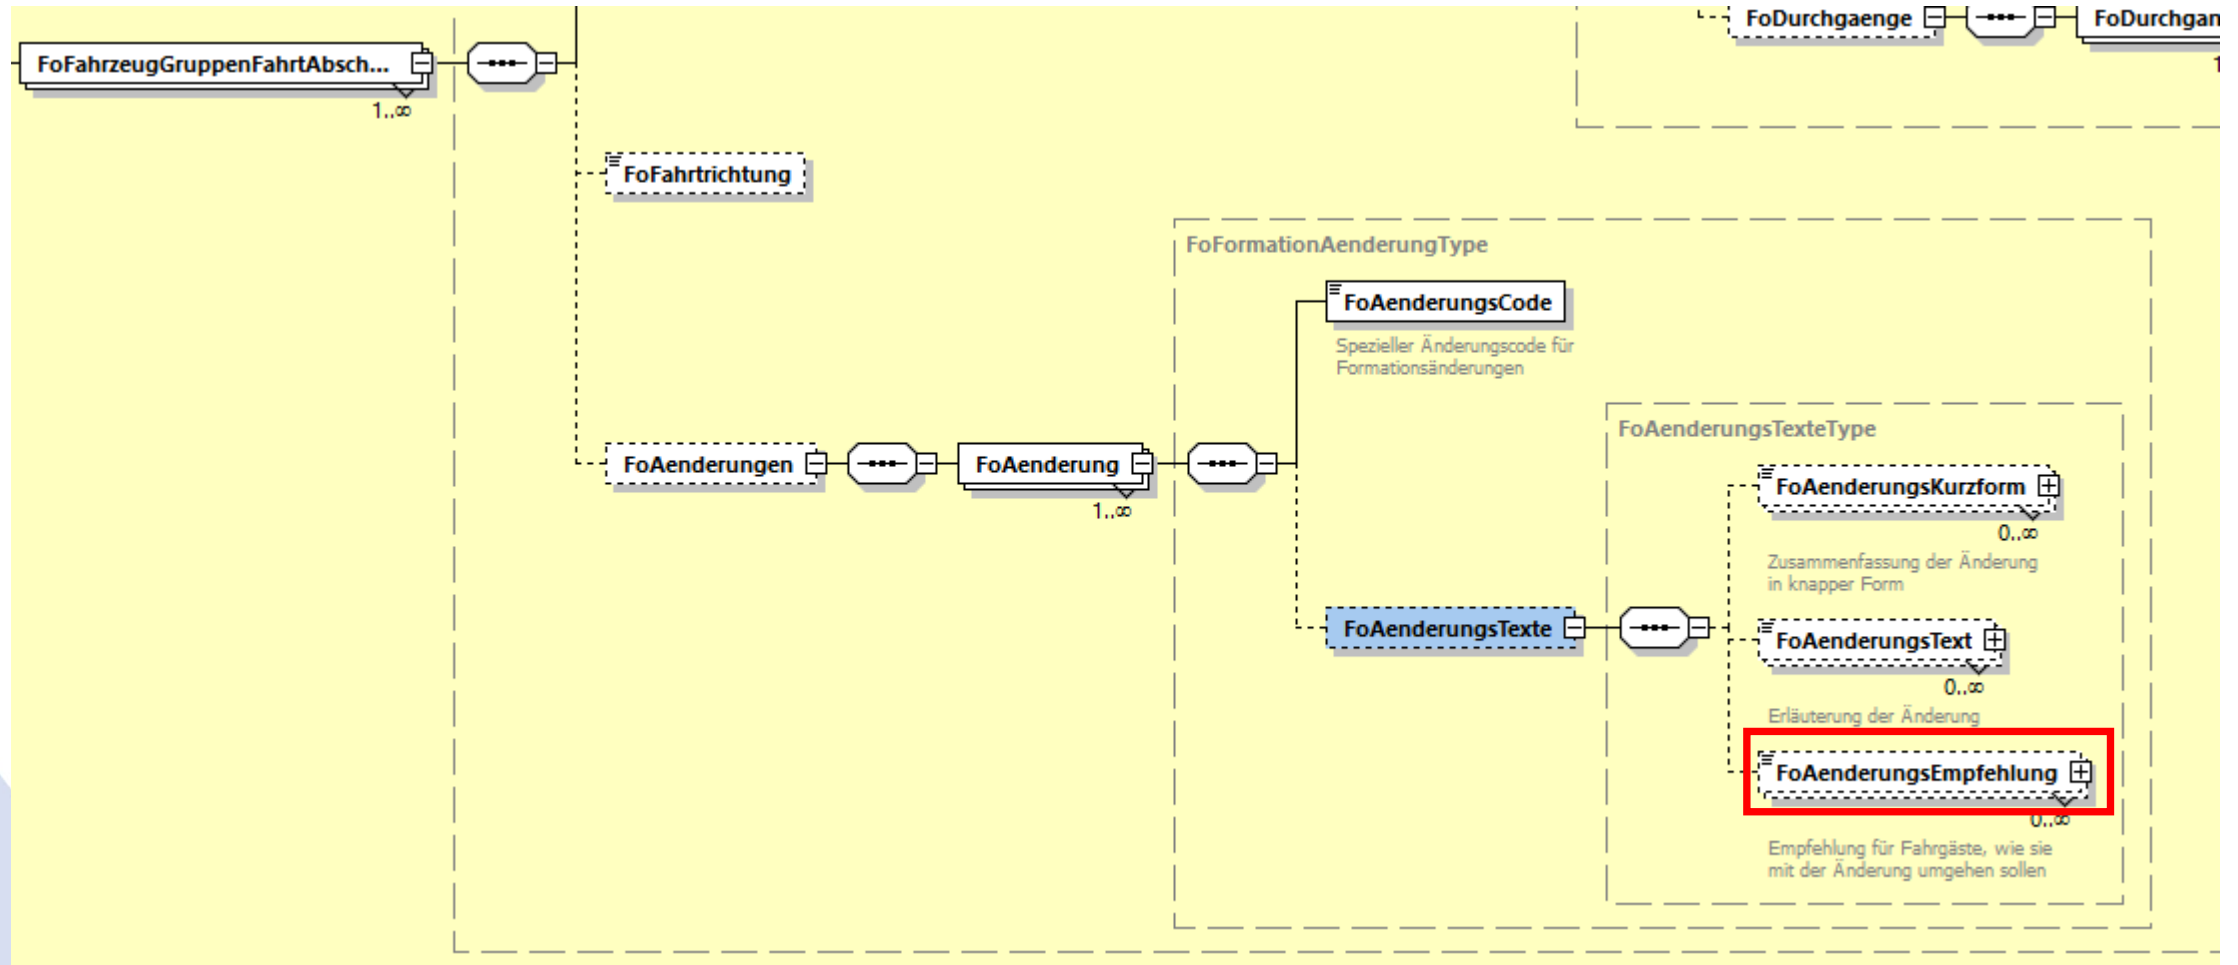 FoDurchgaenge
FoDurchgan
FoFahrzeugGruppenFahrtAbsch...
1..∞
1
FoFahrtrichtung
FoFormationAenderungType
FoAenderungsCode
Spezieller Änderungscode für
Formationsänderungen
FoAenderungen
FoAenderung
1..∞
FoAenderungsTexteType
FoAenderungsKurzform
0..∞
Zusammenfassung der Änderung
in knapper Form
FoAenderungsTexte
FoAenderungsText
0..∞
Erläuterung der Änderung
FoAenderungsEmpfehlung
0..∞
Empfehlung für Fahrgäste, wie sie
mit der Änderung umgehen sollen